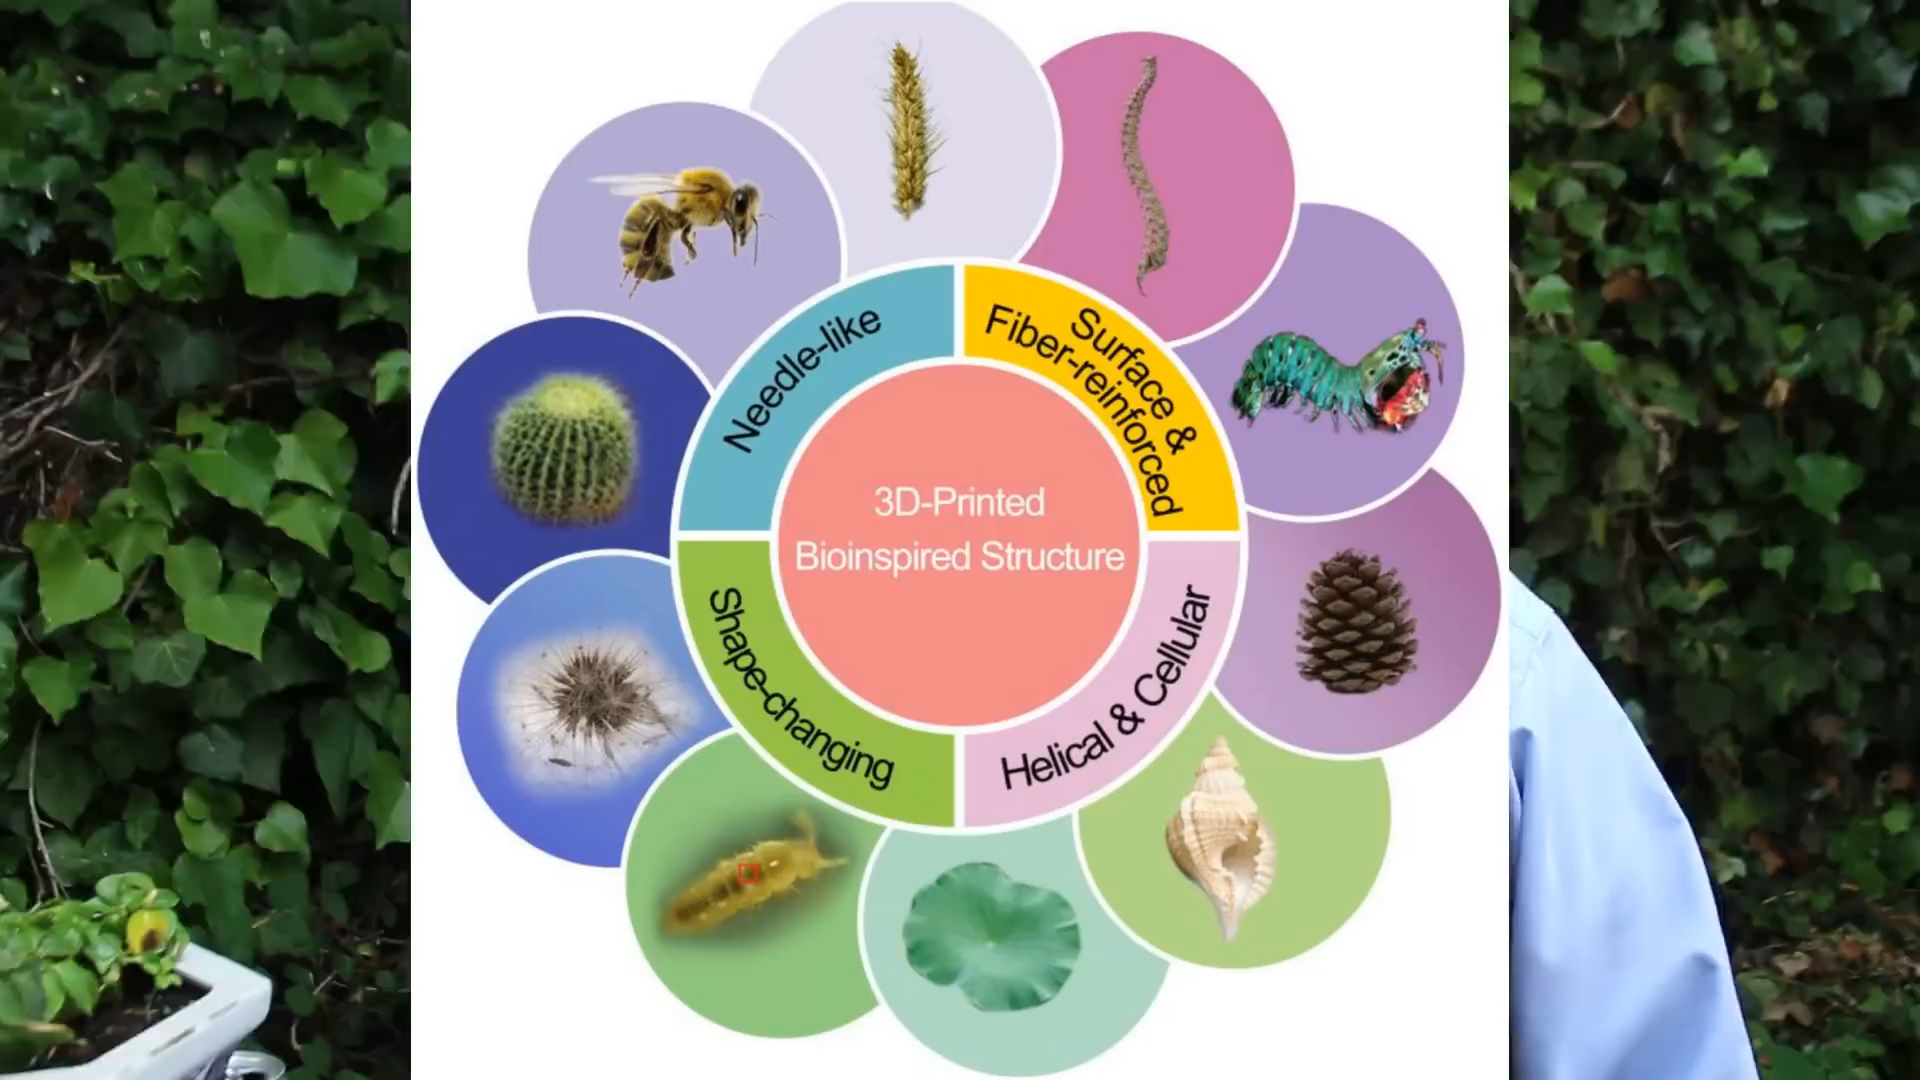 Needle-like
Surface &
Fiber-reinforced
3D-Printed
Bioinspired Structure
Shape-changing
Helical & Cellular